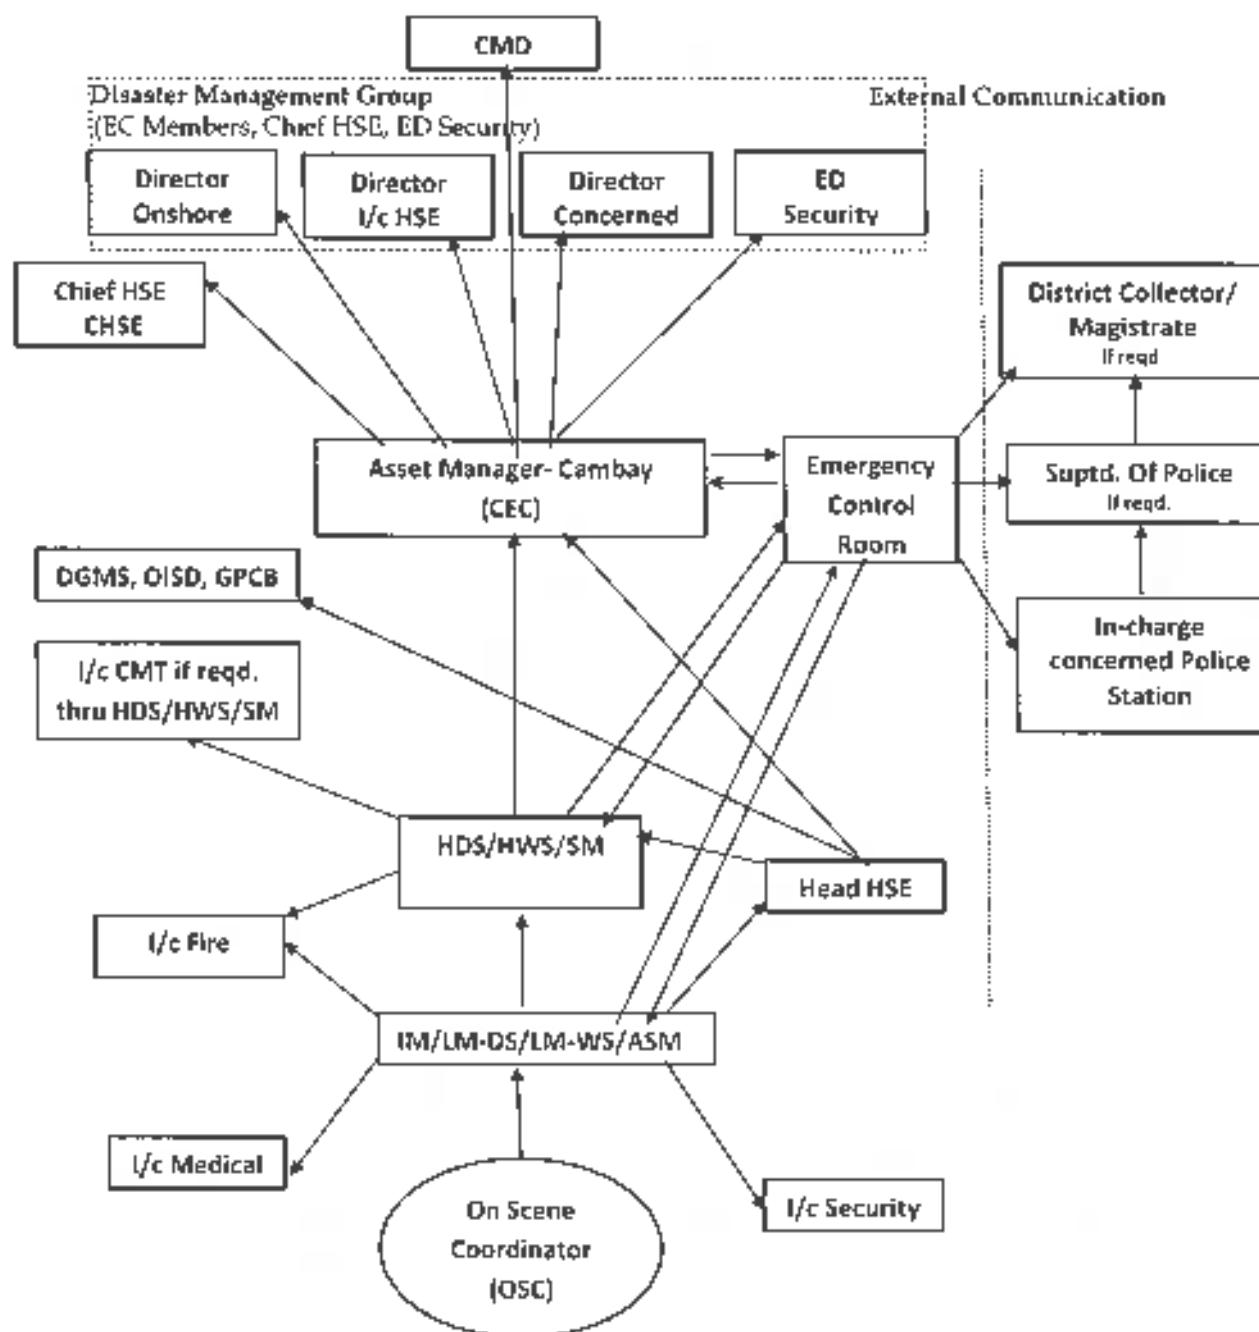 CMD
Disaster Management Group
External Communication
(EC Members, Chief HSE, ED Security)
Director
Onshore
Director
I/c HSE
Director
Concerned
ED
Security
Chief HSE
CHSE
District Collector/
Magistrate
If reqd
Asset Manager- Cambay
(CEC)
Emergency
Control
Room
Suptd. Of Police
If reqd.
DGMS, OISD, GPCB
I/c CMT if reqd.
thru HDS/HWS/SM
In-charge
concerned Police
Station
HDS/HWS/SM
Head HSE
I/c Fire
IM/LM-DS/LM-WS/ASM
I/c Medical
I/c Security
On Scene
Coordinator
(OSC)